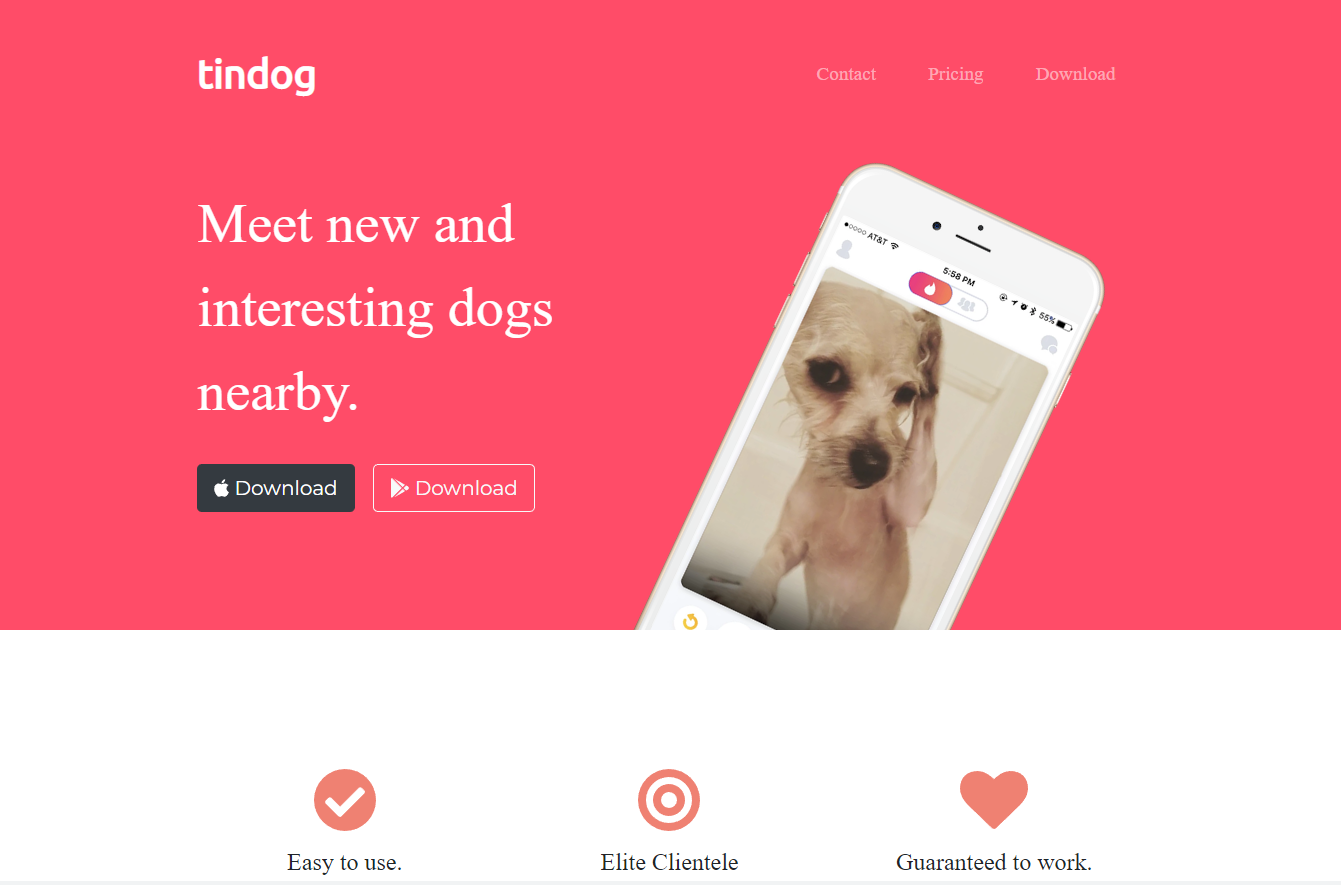 tindog
Contact Pricing Download
Meet new and
interesting dogs
nearby.
AT&T
5:58 PM
55%
Download Download
Easy to use. Elite Clientele Guaranteed to work.